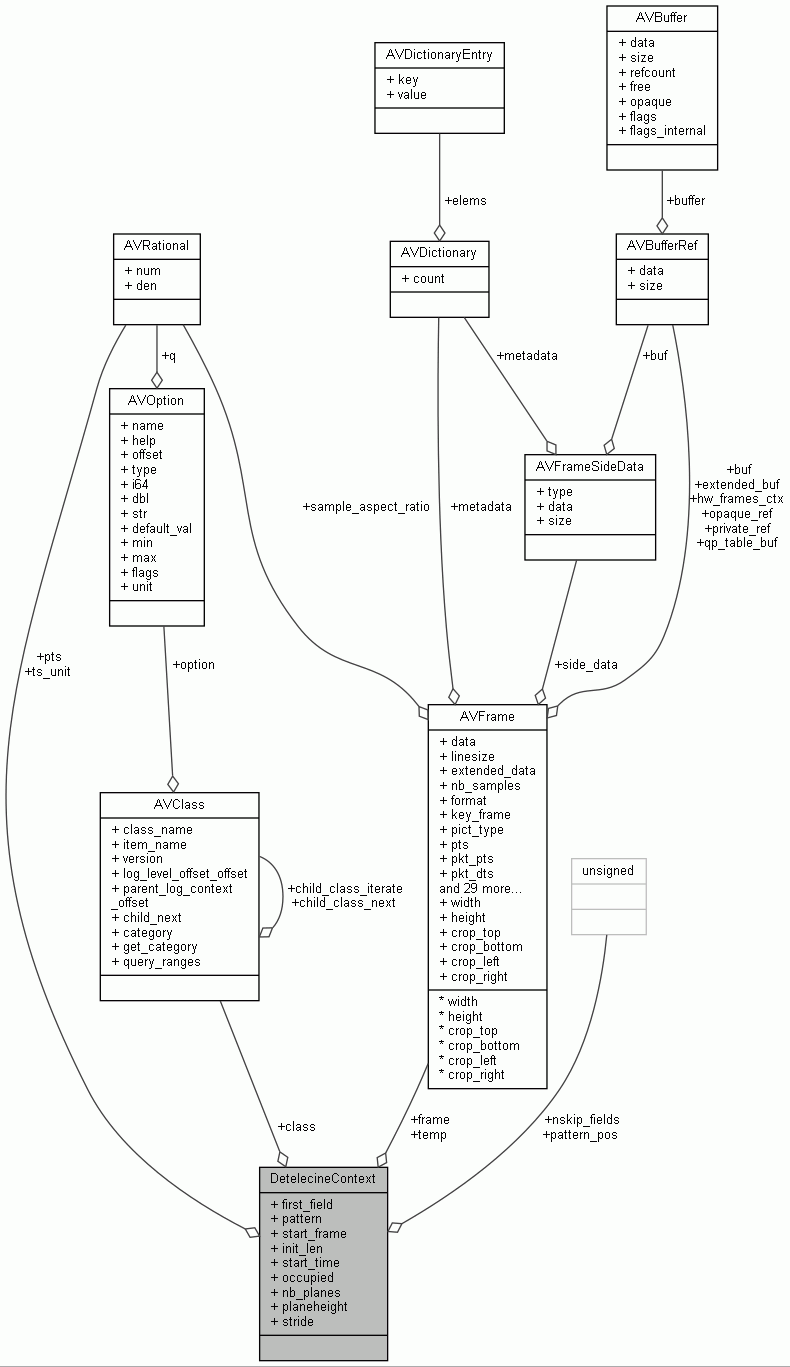 AVBuffer
+ data
+ size
+ refcount
+ free
+ opaque
+ flags
+ flags_internal
AVDictionaryEntry
+ key
+ value
+elems
+buffer
AVRational
+ num
+ den
AVDictionary
+ count
AVBufferRef
+ data
+ size
+q
+metadata
+buf
AVOption
+ name
+ help
+ offset
+ type
+ i64
+ dbl
+ str
+ default_val
+ min
+ max
+ flags
+ unit
AVFrameSideData
+ type
+ data
+ size
+sample_aspect_ratio
+metadata
+buf
+extended_buf
+hw_frames_ctx
+opaque_ref
+private_ref
+qp_table_buf
+pts
+ts_unit
+option
+side_data
AVClass
+ class_name
+ item_name
+ version
+ log_level_offset_offset
+ parent_log_context
_offset
+ child_next
+ category
+ get_category
+ query_ranges
+child_class_iterate
+child_class_next
AVFrame
+ data
+ linesize
+ extended_data
+ nb_samples
+ format
+ key_frame
+ pict_type
+ pts
+ pkt_pts
+ pkt_dts
and 29 more...
+ width
+ height
+ crop_top
+ crop_bottom
+ crop_left
+ crop_right
* width
* height
* crop_top
* crop_bottom
* crop_left
* crop_right
unsigned
+class
+frame
+temp
+nskip_fields
+pattern_pos
DetelecineContext
+ first_field
+ pattern
+ start_frame
+ init_len
+ start_time
+ occupied
+ nb_planes
+ planeheight
+ stride